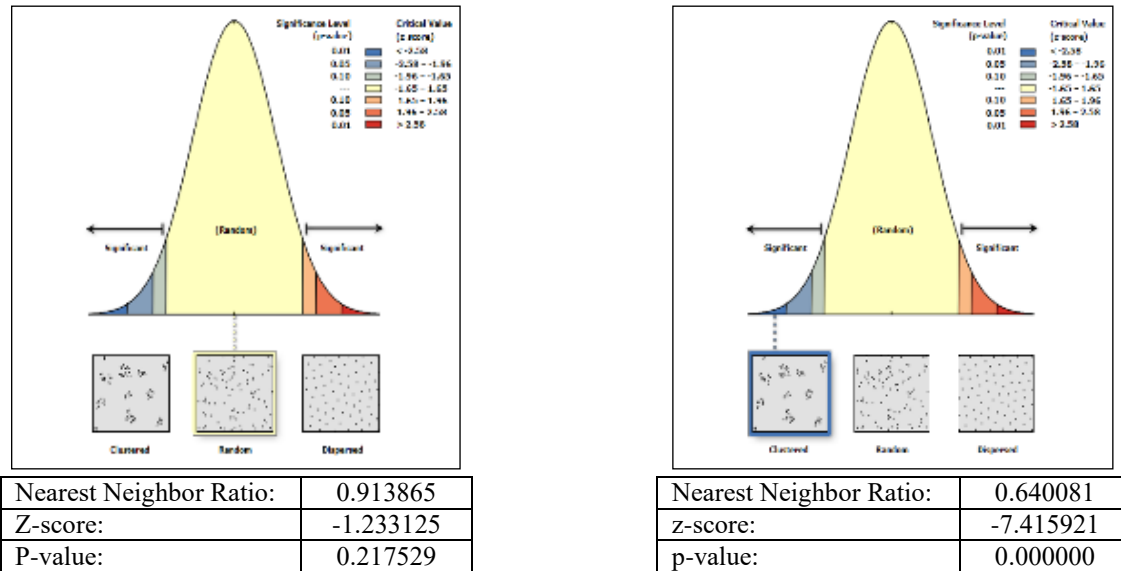 Significance Level Critical Value
(p-value) (z-score)
0.01 < -2.58
0.05 -2.58 – -1.96
0.10 -1.96 – -1.65
--- -1.65 – 1.65
0.10 1.65 – 1.96
0.05 1.96 – 2.58
0.01 > 2.58
Significant
(Random)
Significant
Clustered
Random
Dispersed
Nearest Neighbor Ratio: 0.913865
Z-score: -1.233125
P-value: 0.217529
Significance Level Critical Value
(p-value) (z-score)
0.01 < -2.58
0.05 -2.58 – -1.96
0.10 -1.96 – -1.65
--- -1.65 – 1.65
0.10 1.65 – 1.96
0.05 1.96 – 2.58
0.01 > 2.58
Significant
(Random)
Significant
Clustered
Random
Dispersed
Nearest Neighbor Ratio: 0.640081
z-score: -7.415921
p-value: 0.000000